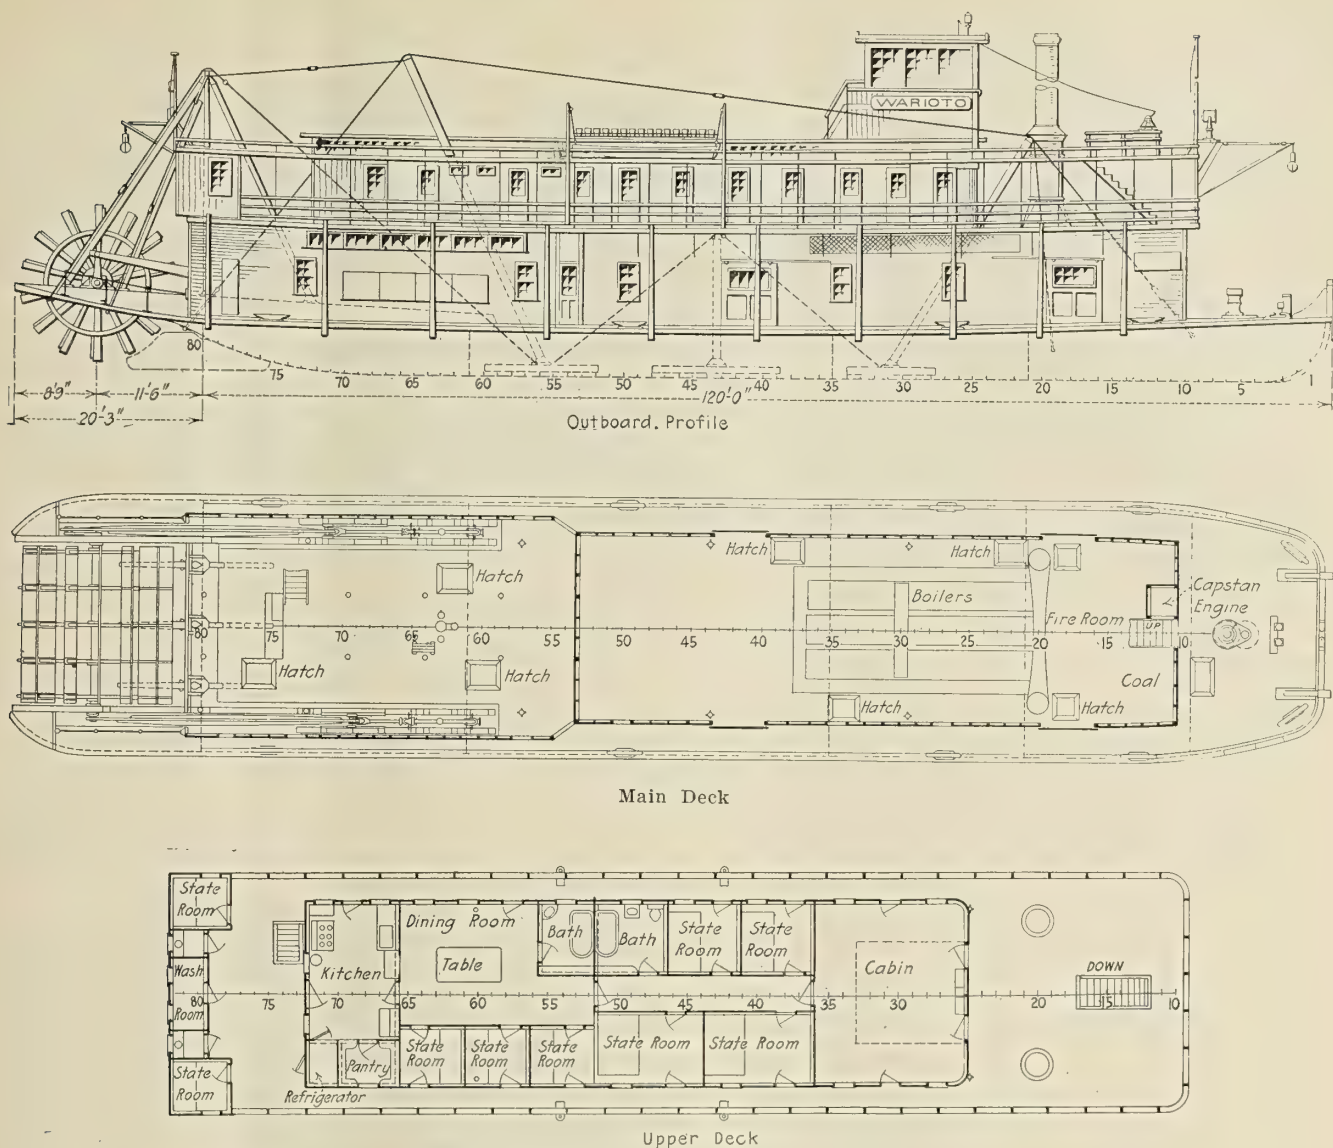 WARIOTO
80 75 70 65 60 55 50 45 40 35 30 25 20 15 10 5 1
8'9" 11'-6" 120'-0"
20'-3"
Outboard. Profile
Hatch Hatch
Hatch Boilers Capstan
Engine
80 75 70 65 60 55 50 45 40 35 30 25 20 Fire Room UP 10
Hatch Hatch Coal
Hatch Hatch
Main Deck
State
Room
Dining Room
Bath Bath State
Room State
Room
Wash
Room
Kitchen Table Cabin DOWN
80 75 70 65 60 55 50 45 40 35 30 25 20 15 10
State
Room State
Room State
Room State Room State Room
Pantry
State
Room
Refrigerator
Upper Deck